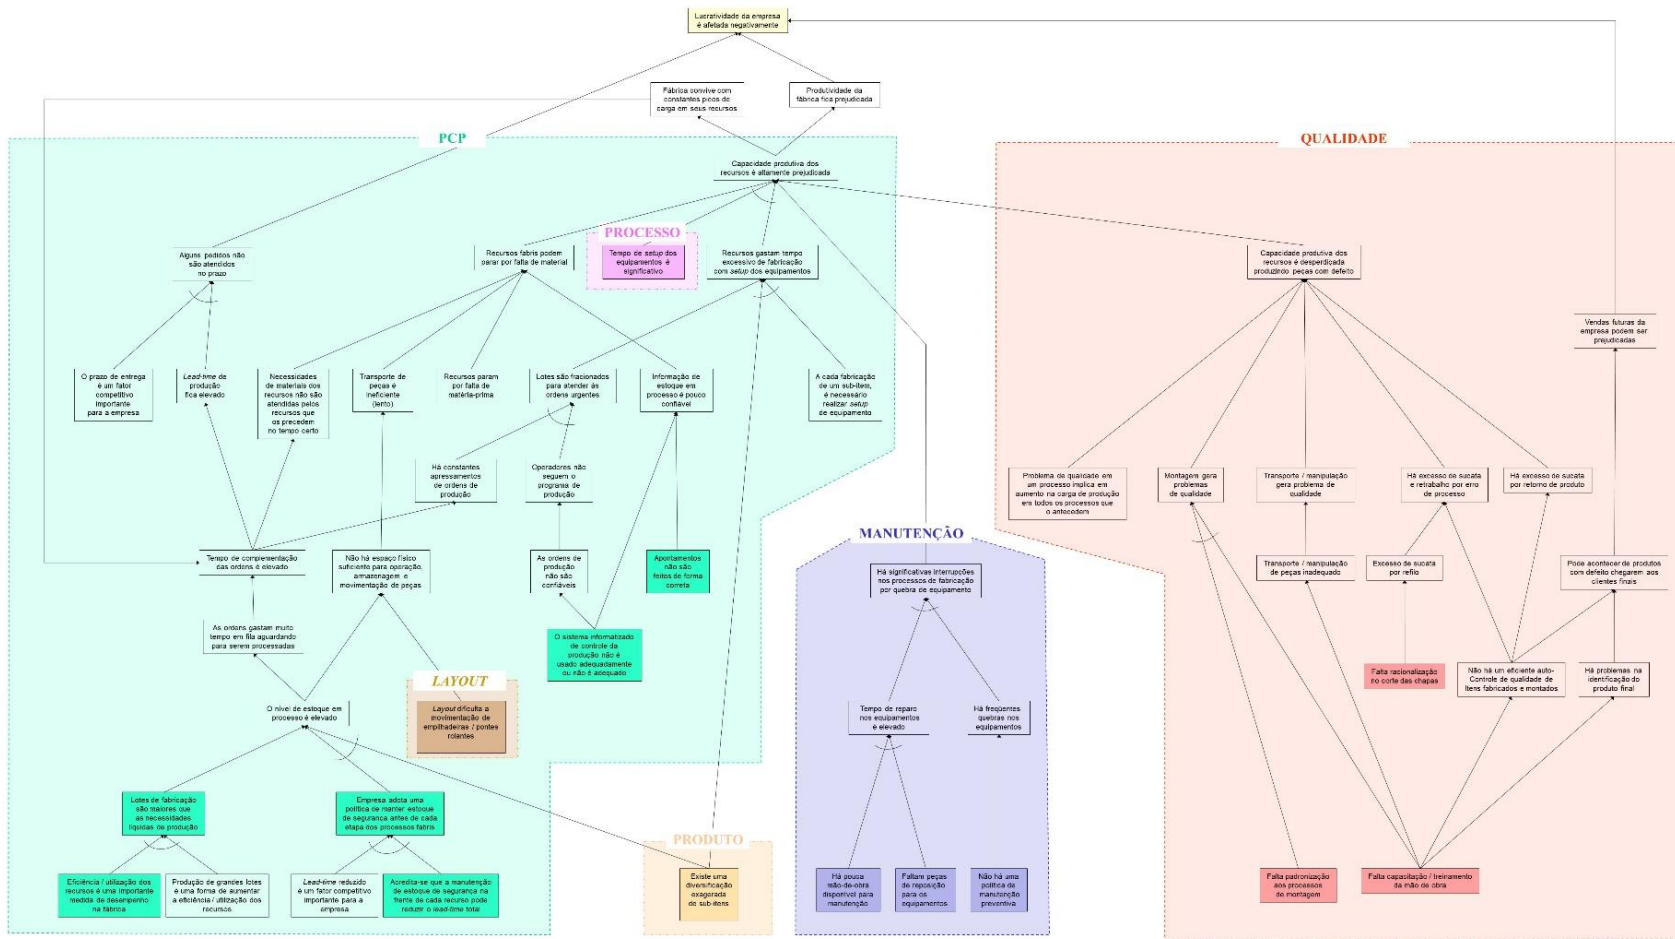 Lucratividade da empresa
é afetada negativamente
Fábrica convive com
constantes picos de
carga em seus recursos
Produtividade da
fábrica fica prejudicada
PCP
QUALIDADE
Capacidade produtiva dos
recursos é altamente prejudicada
PROCESSO
Alguns pedidos não
são atendidos
no prazo
Recursos fabris podem
parar por falta de material
Tempo de setup dos
equipamentos é
significativo
Recursos gastam tempo
excessivo de fabricação
com setup dos equipamentos
Capacidade produtiva dos
recursos é desperdiçada
produzindo peças com defeito
Vendas futuras da
empresa podem ser
prejudicadas
O prazo de entrega
é um fator
competitivo
importante
para a empresa
Lead-time de
produção
fica elevado
Necessidades
de materiais dos
recursos não são
atendidas pelos
recursos que
os precedem
no tempo certo
Transporte de
peças é
ineficiente
(lento)
Recursos param
por falta de
matéria-prima
Lotes são fracionados
para atender às
ordens urgentes
Informação de
estoque em
processo é pouco
confiável
A cada fabricação
de um sub-item,
é necessário
realizar setup
de equipamento
Há constantes
apressamentos
de ordens de
produção
Operadores não
seguem o
programa de
produção
Problema de qualidade em
um processo implica em
aumento na carga de produção
em todos os processos que
o antecedem
Montagem gera
problemas
de qualidade
Transporte / manipulação
gera problema de
qualidade
Há excesso de sucata
e retrabalho por erro
de processo
Há excesso de sucata
por retorno de produto
MANUTENÇÃO
Tempo de complementação
das ordens é elevado
Não há espaço físico
suficiente para operação,
armazenagem e
movimentação de peças
As ordens de
produção
não são
confiáveis
Apontamentos
não são
feitos de forma
correta
Há significativas interrupções
nos processos de fabricação
por quebra de equipamento
Transporte / manipulação
de peças inadequado
Excesso de sucata
por refilo
Pode acontecer de produtos
com defeito chegarem aos
clientes finais
As ordens gastam muito
tempo em fila aguardando
para serem processadas
O sistema informatizado
de controle da
produção não é
usado adequadamente
ou não é adequado
LAYOUT
Falta racionalização
no corte das chapas
Não há um eficiente auto-
Controle de qualidade de
Itens fabricados e montados
Há problemas na
identificação do
produto final
O nível de estoque em
processo é elevado
Layout dificulta a
movimentação de
empilhadeiras / pontes
rolantes
Tempo de reparo
nos equipamentos
é elevado
Há freqüentes
quebras nos
equipamentos
Lotes de fabricação
são maiores que
as necessidades
líquidas de produção
Empresa adota uma
política de manter estoque
de segurança antes de cada
etapa dos processos fabris
PRODUTO
Eficiência / utilização dos
recursos é uma importante
medida de desempenho
na fábrica
Produção de grandes lotes
é uma forma de aumentar
a eficiência / utilização dos
recursos.
Lead-time reduzido
é um fator competitivo
importante para a
empresa
Acredita-se que a manutenção
de estoque de segurança na
frente de cada recurso pode
reduzir o lead-time total
Existe uma
diversificação
exagerada
de sub-itens
Há pouca
mão-de-obra
disponível para
manutenção
Faltam peças
de reposição
para os
equipamentos
Não há uma
política de
manutenção
preventiva
Falta padronização
aos processos
de montagem
Falta capacitação / treinamento
da mão de obra